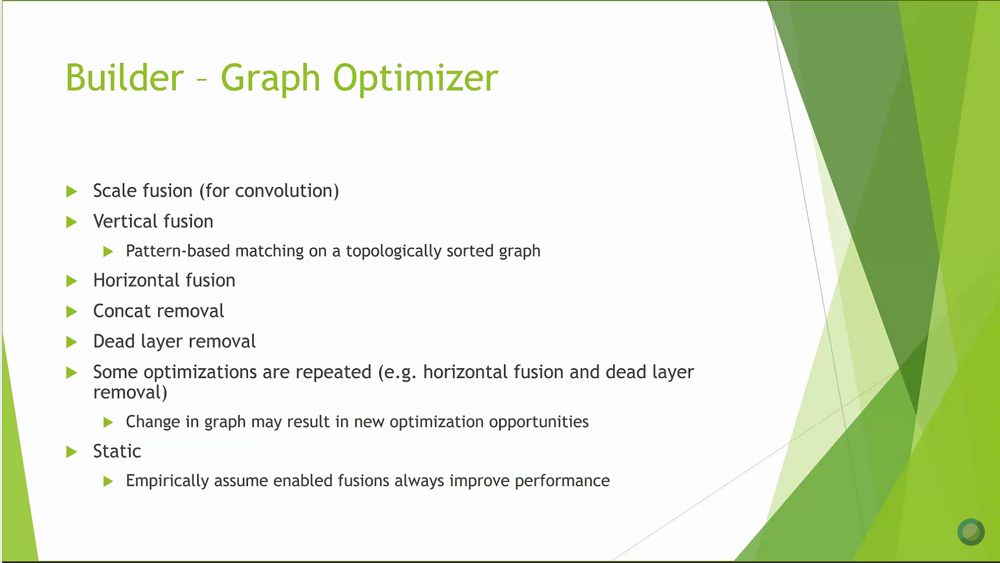 Builder – Graph Optimizer
Scale fusion (for convolution)
Vertical fusion
Pattern-based matching on a topologically sorted graph
Horizontal fusion
Concat removal
Dead layer removal
Some optimizations are repeated (e.g. horizontal fusion and dead layer
removal)
Change in graph may result in new optimization opportunities
Static
Empirically assume enabled fusions always improve performance